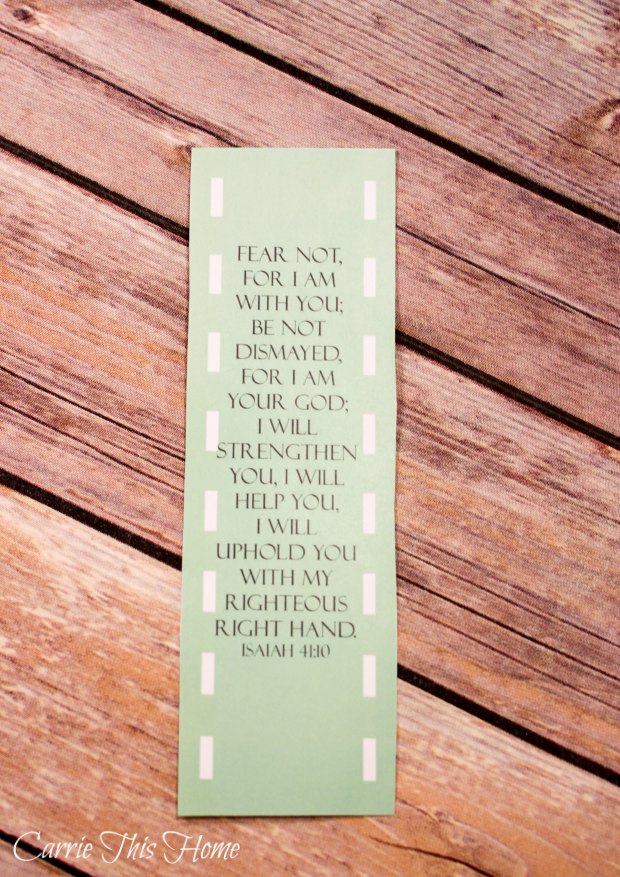 FEAR NOT,
FOR I AM
WITH YOU;
BE NOT
DISMAYED,
FOR I AM
YOUR GOD;
I WILL
STRENGTHEN
YOU, I WILL
HELP YOU,
I WILL
UPHOLD YOU
WITH MY
RIGHTEOUS
RIGHT HAND.
ISAIAH 41:10
Carrie This Home